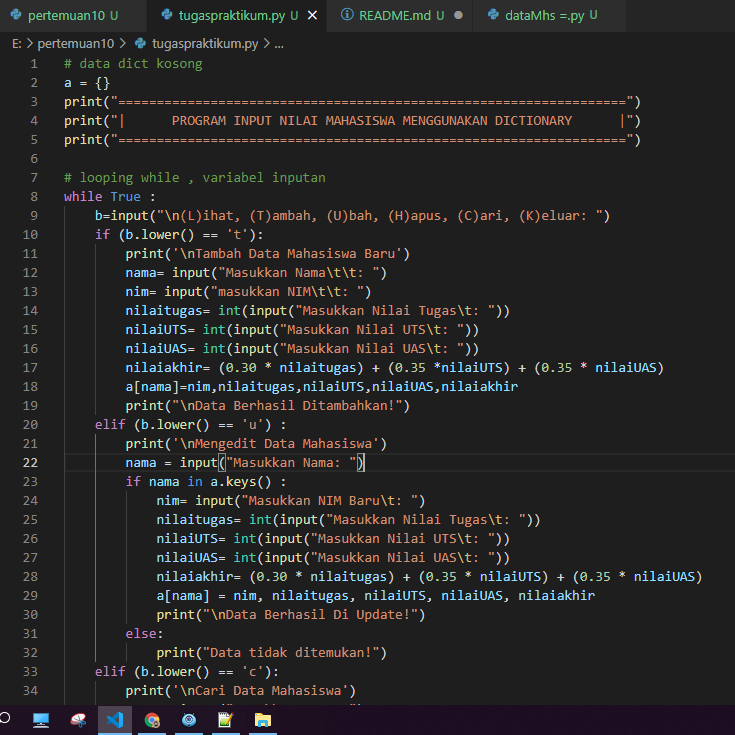 pertemuan10 U
tugaspraktikum.py U
README.md U
dataMhs =.py U
E: > pertemuan10 > tugaspraktikum.py > ...
1 # data dict kosong
2 a = {}
3 print("==================================================================")
4 print("|      PROGRAM INPUT NILAI MAHASISWA MENGGUNAKAN DICTIONARY      |")
5 print("==================================================================")
6
7 # looping while , variabel inputan
8 while True :
9     b=input("\n(L)ihat, (T)ambah, (U)bah, (H)apus, (C)ari, (K)eluar: ")
10     if (b.lower() == 't'):
11         print('\nTambah Data Mahasiswa Baru')
12         nama= input("Masukkan Nama\t\t: ")
13         nim= input("masukkan NIM\t\t: ")
14         nilaitugas= int(input("Masukkan Nilai Tugas\t: "))
15         nilaiUTS= int(input("Masukkan Nilai UTS\t: "))
16         nilaiUAS= int(input("Masukkan Nilai UAS\t: "))
17         nilaiakhir= (0.30 * nilaitugas) + (0.35 *nilaiUTS) + (0.35 * nilaiUAS)
18         a[nama]=nim,nilaitugas,nilaiUTS,nilaiUAS,nilaiakhir
19         print("\nData Berhasil Ditambahkan!")
20     elif (b.lower() == 'u') :
21         print('\nMengedit Data Mahasiswa')
22         nama = input("Masukkan Nama: ")
23         if nama in a.keys() :
24             nim= input("Masukkan NIM Baru\t: ")
25             nilaitugas= int(input("Masukkan Nilai Tugas\t: "))
26             nilaiUTS= int(input("Masukkan Nilai UTS\t: "))
27             nilaiUAS= int(input("Masukkan Nilai UAS\t: "))
28             nilaiakhir= (0.30 * nilaitugas) + (0.35 * nilaiUTS) + (0.35 * nilaiUAS)
29             a[nama] = nim, nilaitugas, nilaiUTS, nilaiUAS, nilaiakhir
30             print("\nData Berhasil Di Update!")
31         else:
32             print("Data tidak ditemukan!")
33     elif (b.lower() == 'c'):
34         print('\nCari Data Mahasiswa')